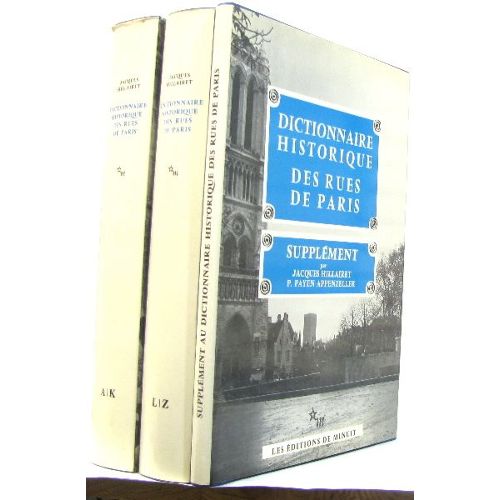 JACQUES
HILLAIRET
DICTIONNAIRE
HISTORIQUE
DES RUES
DE PARIS
A|K
JACQUES
HILLAIRET
DICTIONNAIRE
HISTORIQUE
DES RUES
DE PARIS
L|Z
SUPPLÉMENT AU DICTIONNAIRE HISTORIQUE DES RUES DE PARIS
DICTIONNAIRE
HISTORIQUE
DES RUES
DE PARIS
SUPPLÉMENT
par
JACQUES HILLAIRET
P. PAYEN APPENZELLER
LES ÉDITIONS DE MINUIT